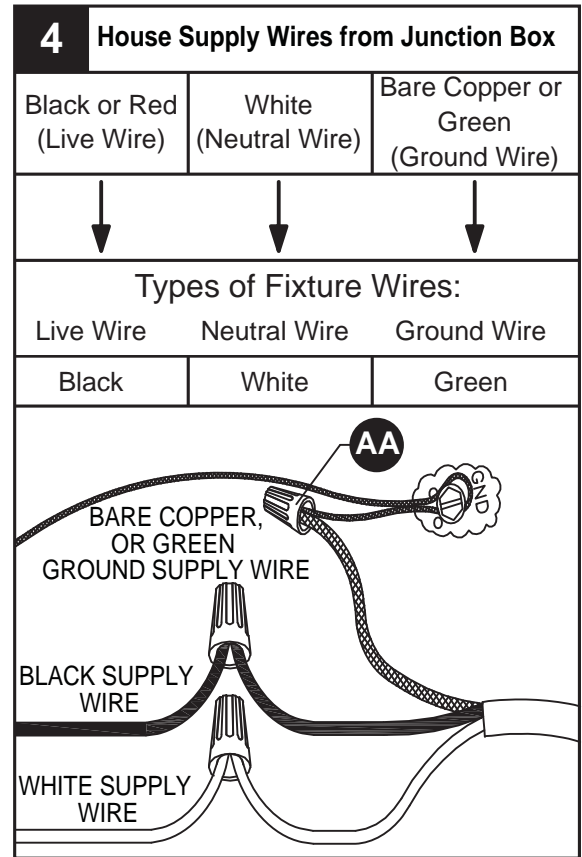 4 House Supply Wires from Junction Box
Black or Red
(Live Wire)
White
(Neutral Wire)
Bare Copper or
Green
(Ground Wire)
Types of Fixture Wires:
Live Wire Neutral Wire Ground Wire
Black White Green
AA
GND
BARE COPPER,
OR GREEN
GROUND SUPPLY WIRE
BLACK SUPPLY
WIRE
WHITE SUPPLY
WIRE